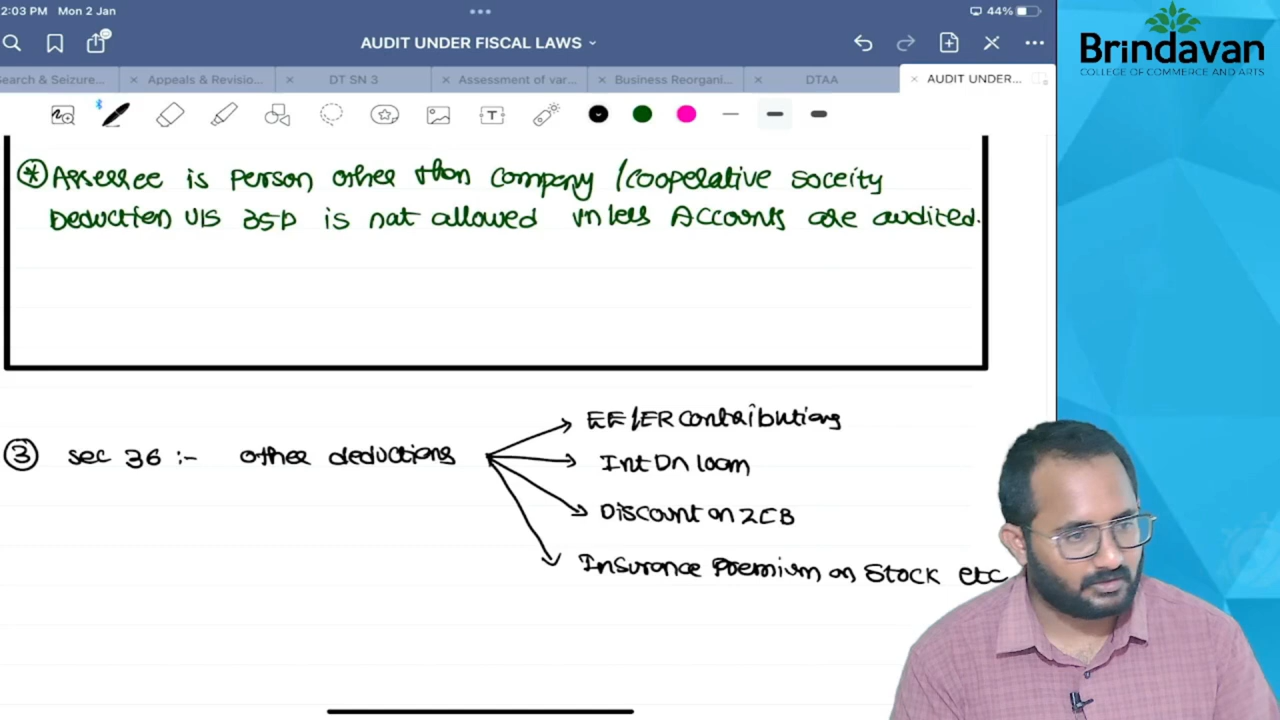 2:03 PM Mon 2 Jan
44%
Brindavan
COLLEGE OF COMMERCE AND ARTS
AUDIT UNDER FISCAL LAWS
earch & Seizure...
Appeals & Revisio...
DT SN 3
Assessment of var...
Business Reorgani...
DTAA
AUDIT UNDER...
* Assessee is person other than company /cooperative soceity
Deduction U/S 35D is not allowed unless Accounts are audited.
③ sec 36 :- other deductions
EE/ER contributions
Int on loan
Discount on ZCB
Insurance Premium on Stock etc